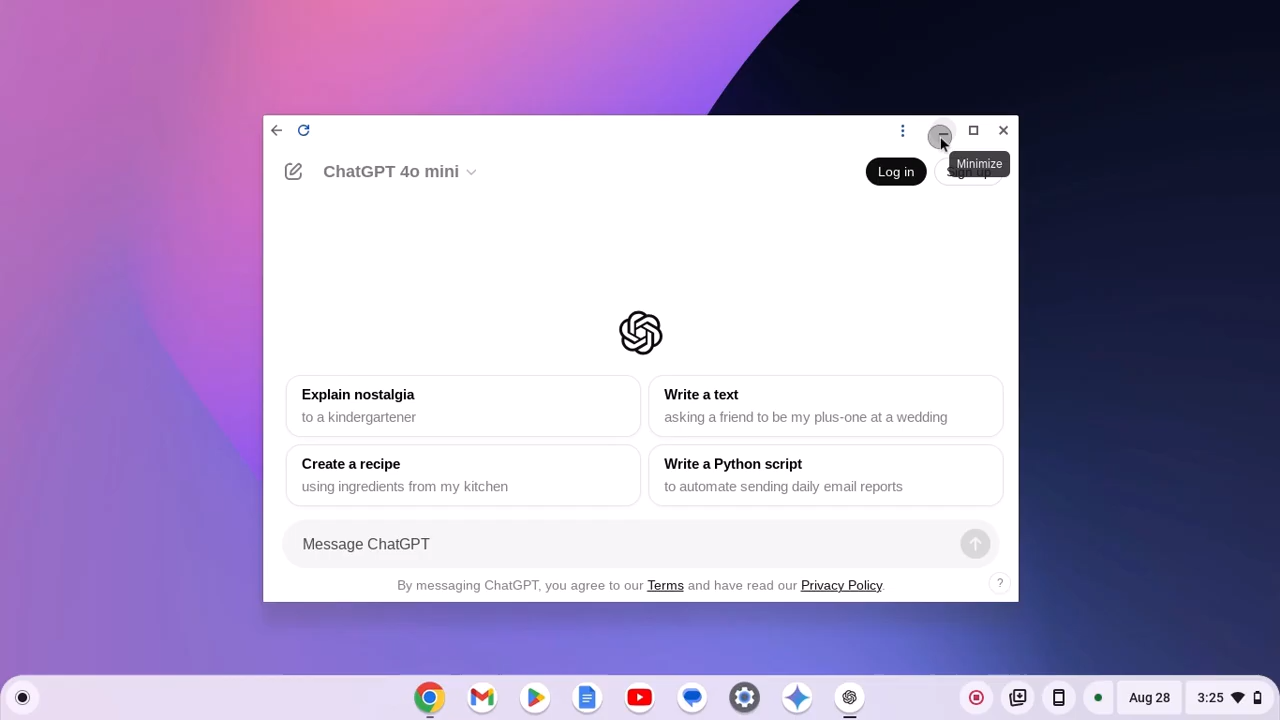 ChatGPT 4o mini
Log in
Minimize
Explain nostalgia
to a kindergartener
Write a text
asking a friend to be my plus-one at a wedding
Create a recipe
using ingredients from my kitchen
Write a Python script
to automate sending daily email reports
Message ChatGPT
By messaging ChatGPT, you agree to our Terms and have read our Privacy Policy.
?
Aug 28
3:25